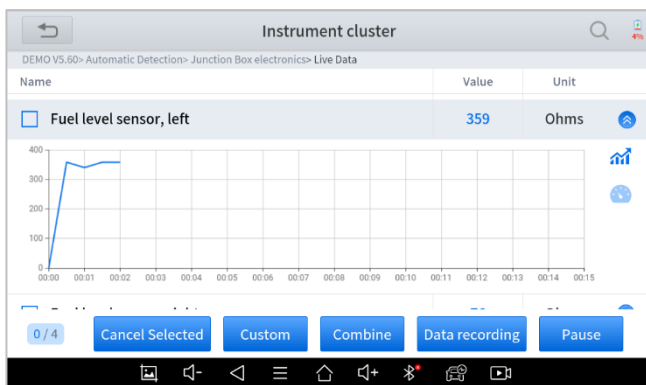 Instrument cluster
4%
DEMO V5.60> Automatic Detection> Junction Box electronics> Live Data
Name Value Unit
Fuel level sensor, left 359 Ohms
400
300
200
100
0
00:00 00:01 00:02 00:03 00:04 00:05 00:06 00:07 00:08 00:09 00:10 00:11 00:12 00:13 00:14 00:15
0 / 4 Cancel Selected Custom Combine Data recording Pause